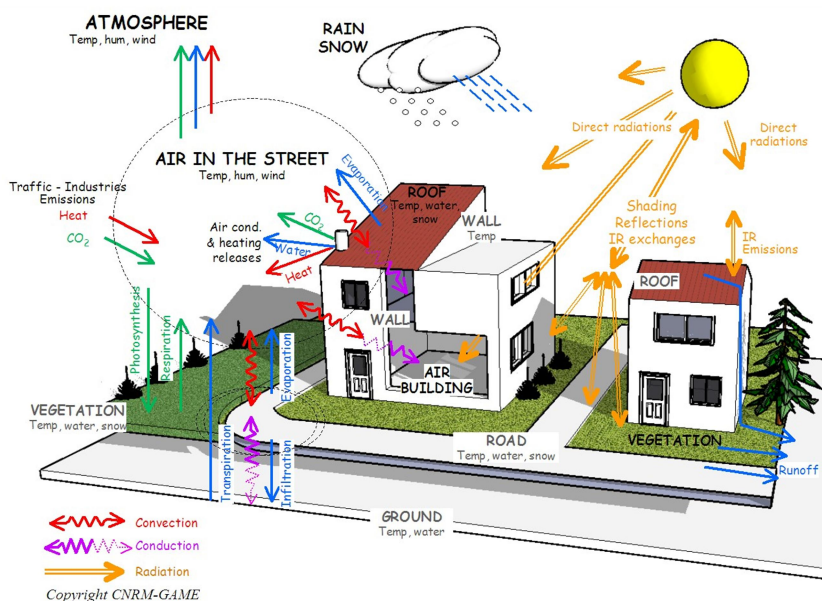 ATMOSPHERE
Temp, hum, wind
RAIN
SNOW
Direct radiations
Direct
radiations
AIR IN THE STREET
Temp, hum, wind
Evaporation
Traffic - Industries
Emissions
Heat
CO2
Air cond.
& heating
releases
CO2
Water
Heat
ROOF
Temp, water,
snow
WALL
Temp
Shading
Reflections
IR exchanges
IR
Emissions
ROOF
Photosynthesis
Respiration
Evaporation
WALL
AIR
BUILDING
VEGETATION
Temp, water, snow
Transpiration
Infiltration
ROAD
Temp, water, snow
VEGETATION
Runoff
GROUND
Temp, water
Convection
Conduction
Radiation
Copyright CNRM-GAME